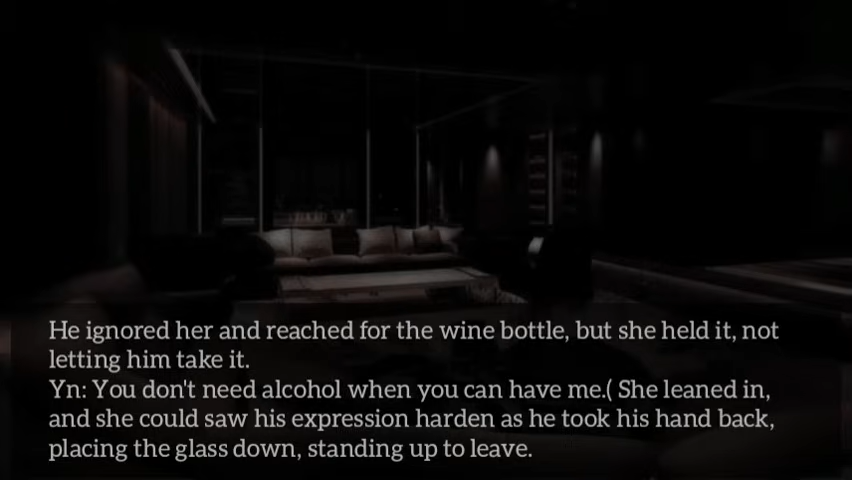 He ignored her and reached for the wine bottle, but she held it, not
letting him take it.
Yn: You don't need alcohol when you can have me.( She leaned in,
and she could saw his expression harden as he took his hand back,
placing the glass down, standing up to leave.